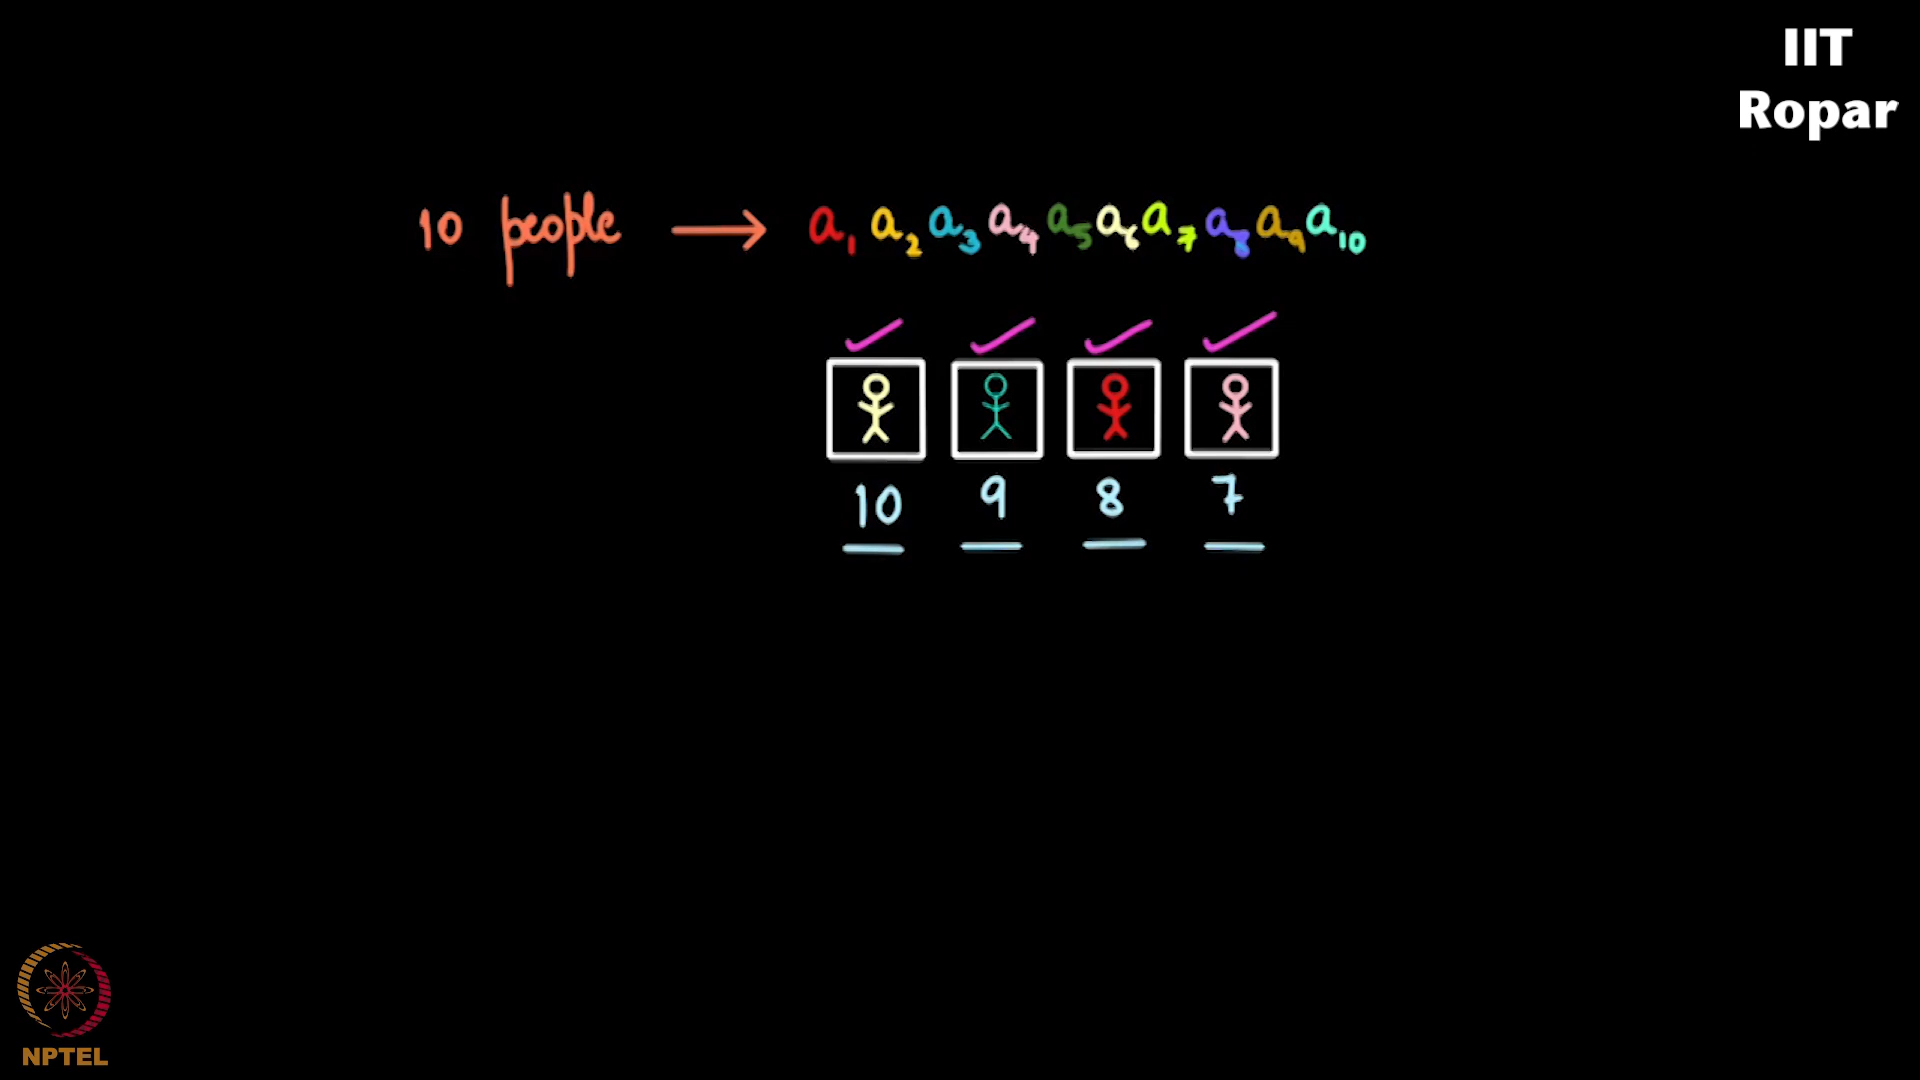 IIT
Ropar
10 people → a₁ a₂ a₃ a₄ a₅ a₆ a₇ a₈ a₉ a₁₀
10 9 8 7
NPTEL